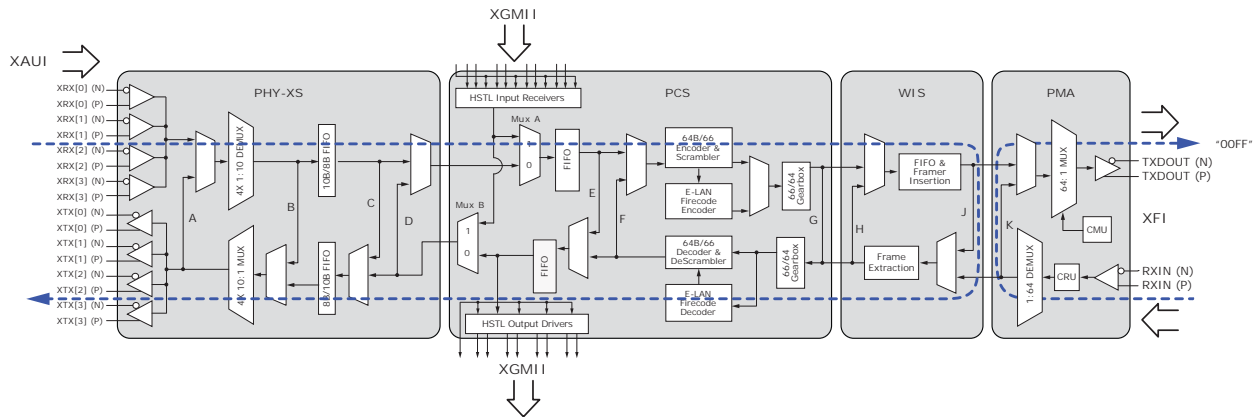 XGMII
XAUI
PHY-XS
PCS
WIS
PMA
XRX[0] (N)
XRX[0] (P)
XRX[1] (N)
XRX[1] (P)
XRX[2] (N)
XRX[2] (P)
XRX[3] (N)
XRX[3] (P)
XTX[0] (N)
XTX[0] (P)
XTX[1] (N)
XTX[1] (P)
XTX[2] (N)
XTX[2] (P)
XTX[3] (N)
XTX[3] (P)
A
4X 1:10 DEMUX
4X 10:1 MUX
B
10B/8B FIFO
8B/10B FIFO
C
D
HSTL Input Receivers
Mux A
1
0
FIFO
Mux B
1
0
FIFO
E
F
HSTL Output Drivers
64B/66
Encoder &
Scrambler
E-LAN
Firecode
Encoder
66/64
Gearbox
64B/66
Decoder &
DeScrambler
E-LAN
Firecode
Decoder
66/64
Gearbox
G
H
FIFO &
Framer
Insertion
Frame
Extraction
J
K
64:1 MUX
CMU
1:64 DEMUX
CRU
"00FF"
TXDOUT (N)
TXDOUT (P)
XFI
RXIN (N)
RXIN (P)
XGMII